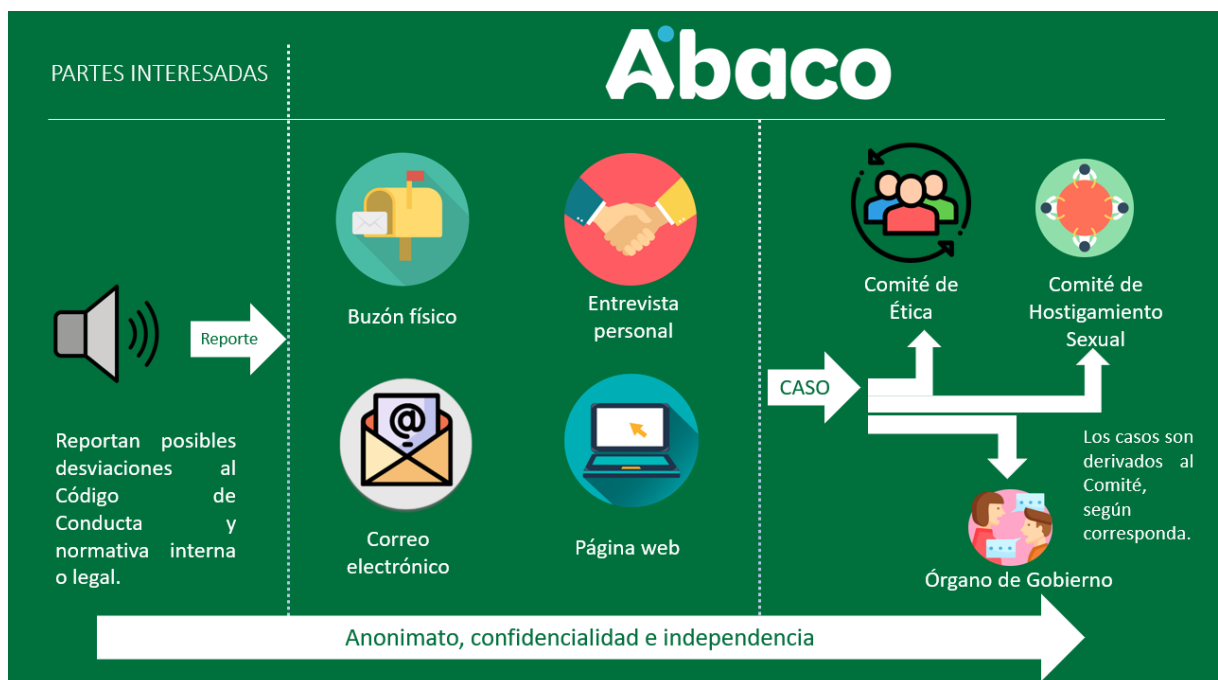 PARTES INTERESADAS
Ábaco
Reporte
Reportan posibles
desviaciones al
Código de
Conducta y
normativa interna
o legal.
Buzón físico
Entrevista
personal
@
Correo
electrónico
Página web
CASO
Comité de
Ética
Comité de
Hostigamiento
Sexual
Los casos son
derivados al
Comité,
según
corresponda.
Órgano de Gobierno
Anonimato, confidencialidad e independencia